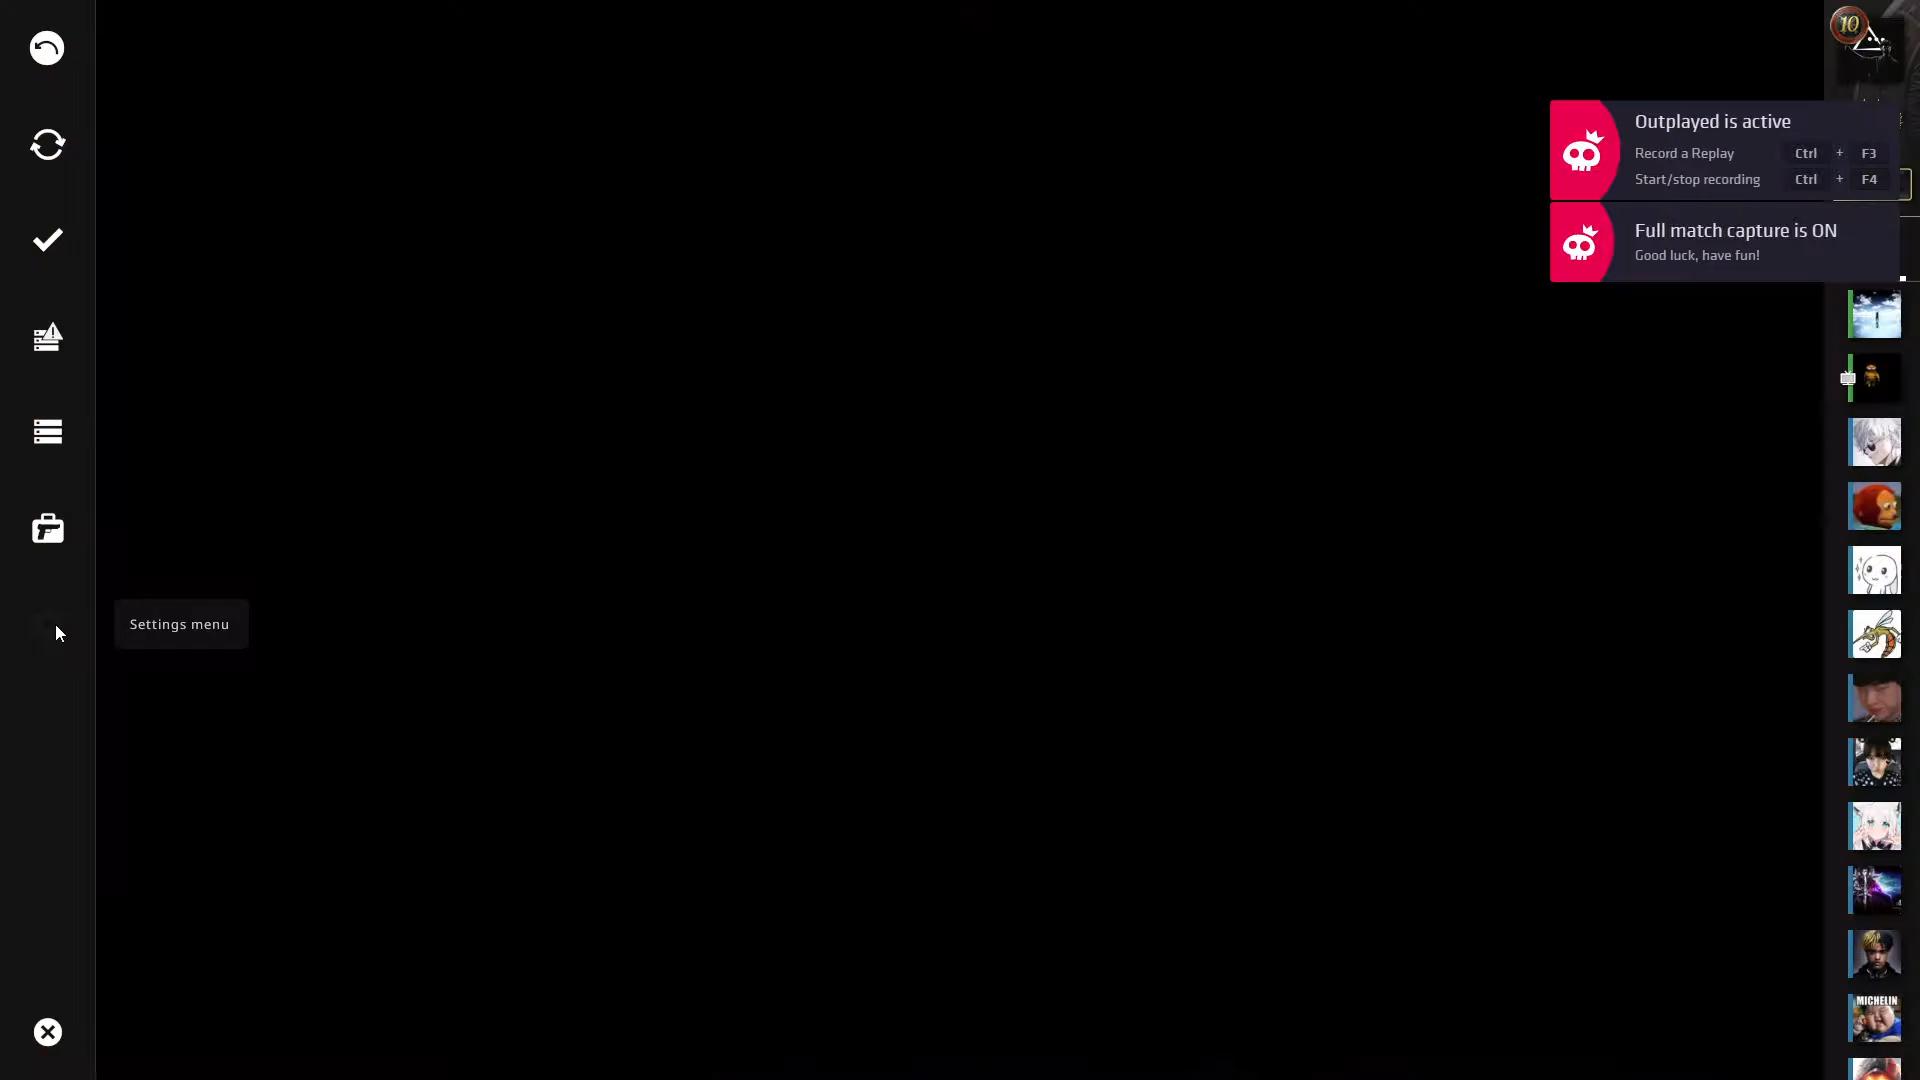 10
Outplayed is active
Record a Replay Ctrl + F3
Start/stop recording Ctrl + F4
Full match capture is ON
Good luck, have fun!
Settings menu
MICHELIN